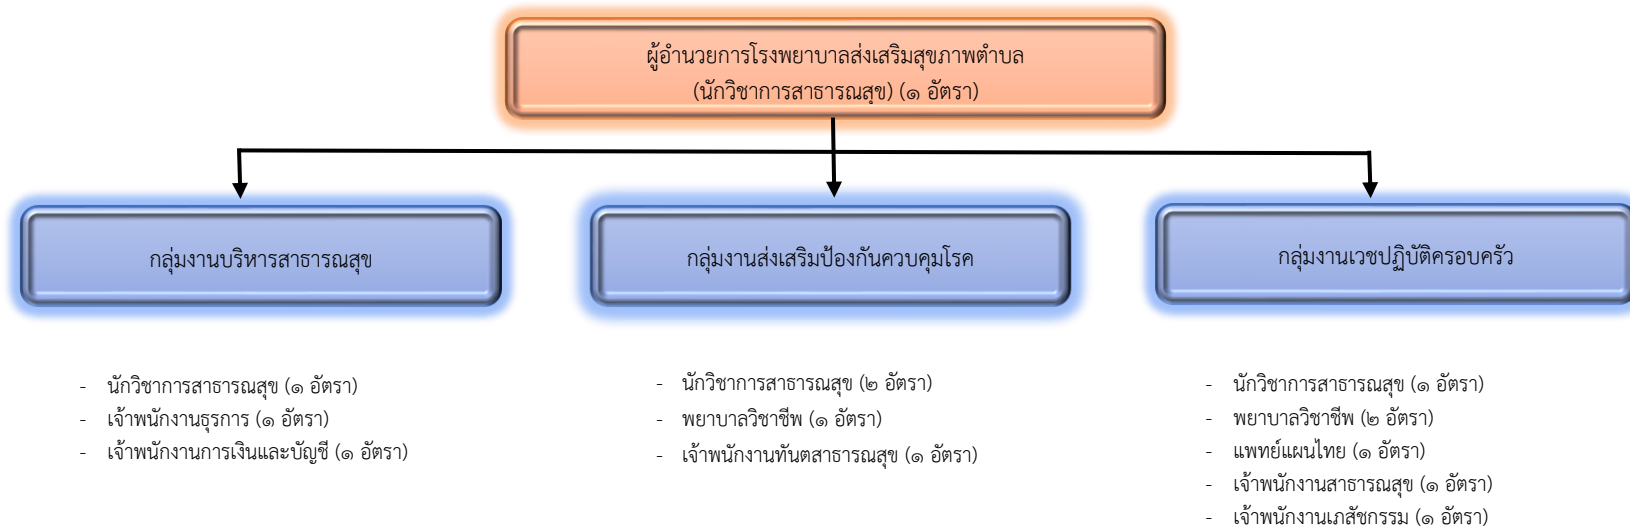 ผู้อำนวยการโรงพยาบาลส่งเสริมสุขภาพตำบล
(นักวิชาการสาธารณสุข) (๑ อัตรา)
กลุ่มงานบริหารสาธารณสุข
- นักวิชาการสาธารณสุข (๑ อัตรา)
- เจ้าพนักงานธุรการ (๑ อัตรา)
- เจ้าพนักงานการเงินและบัญชี (๑ อัตรา)
กลุ่มงานส่งเสริมป้องกันควบคุมโรค
- นักวิชาการสาธารณสุข (๒ อัตรา)
- พยาบาลวิชาชีพ (๑ อัตรา)
- เจ้าพนักงานทันตสาธารณสุข (๑ อัตรา)
กลุ่มงานเวชปฏิบัติครอบครัว
- นักวิชาการสาธารณสุข (๑ อัตรา)
- พยาบาลวิชาชีพ (๒ อัตรา)
- แพทย์แผนไทย (๑ อัตรา)
- เจ้าพนักงานสาธารณสุข (๑ อัตรา)
- เจ้าพนักงานเภสัชกรรม (๑ อัตรา)